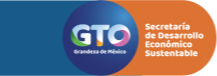 GTO
Grandeza de México
Secretaría
de Desarrollo
Económico
Sustentable